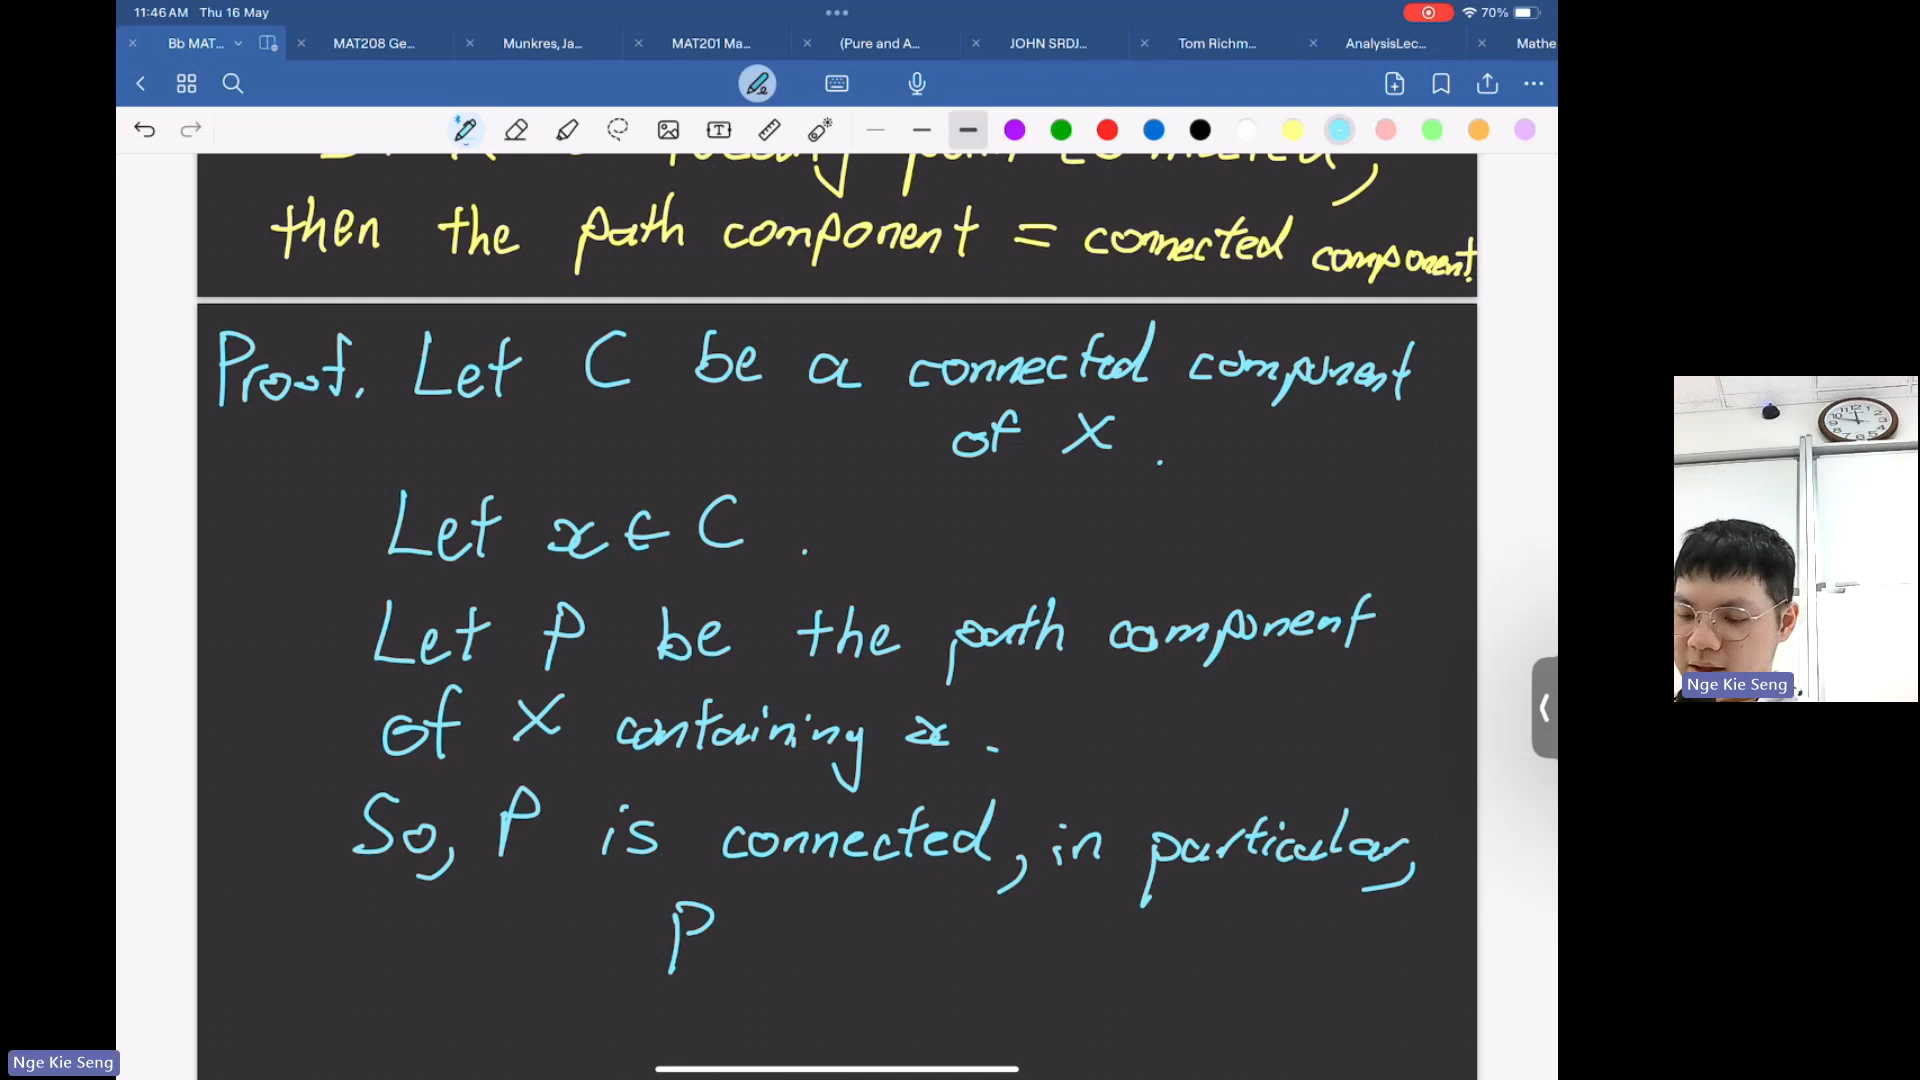 11:46 AM Thu 16 May
70%
Bb MAT...
MAT208 Ge...
Munkres, Ja...
MAT201 Ma...
(Pure and A...
JOHN SRDJ...
Tom Richm...
AnalysisLec...
Mathe
path connected,
then the path component = connected component.
Proof. Let C be a connected component
of X.
Let x ∈ C.
Let P be the path component
of X containing x.
So, P is connected, in particular,
P
Nge Kie Seng
Nge Kie Seng